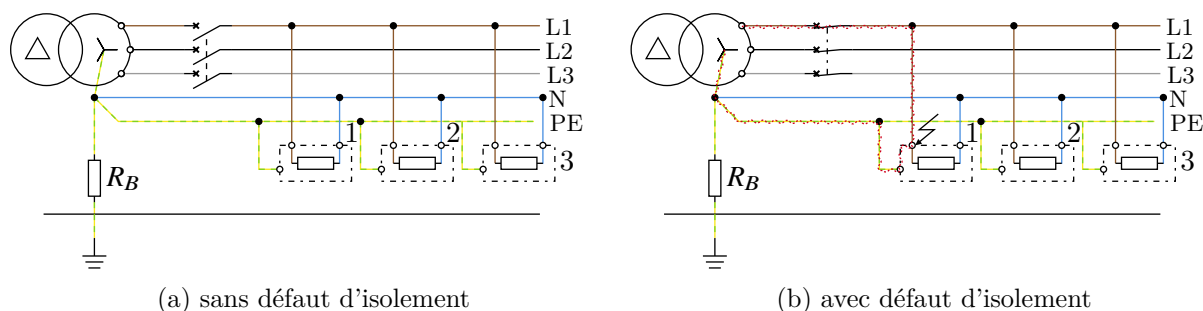 L1
L2
L3
N
PE
1
2
3
R_B
(a) sans défaut d'isolement
L1
L2
L3
N
PE
1
2
3
R_B
(b) avec défaut d'isolement